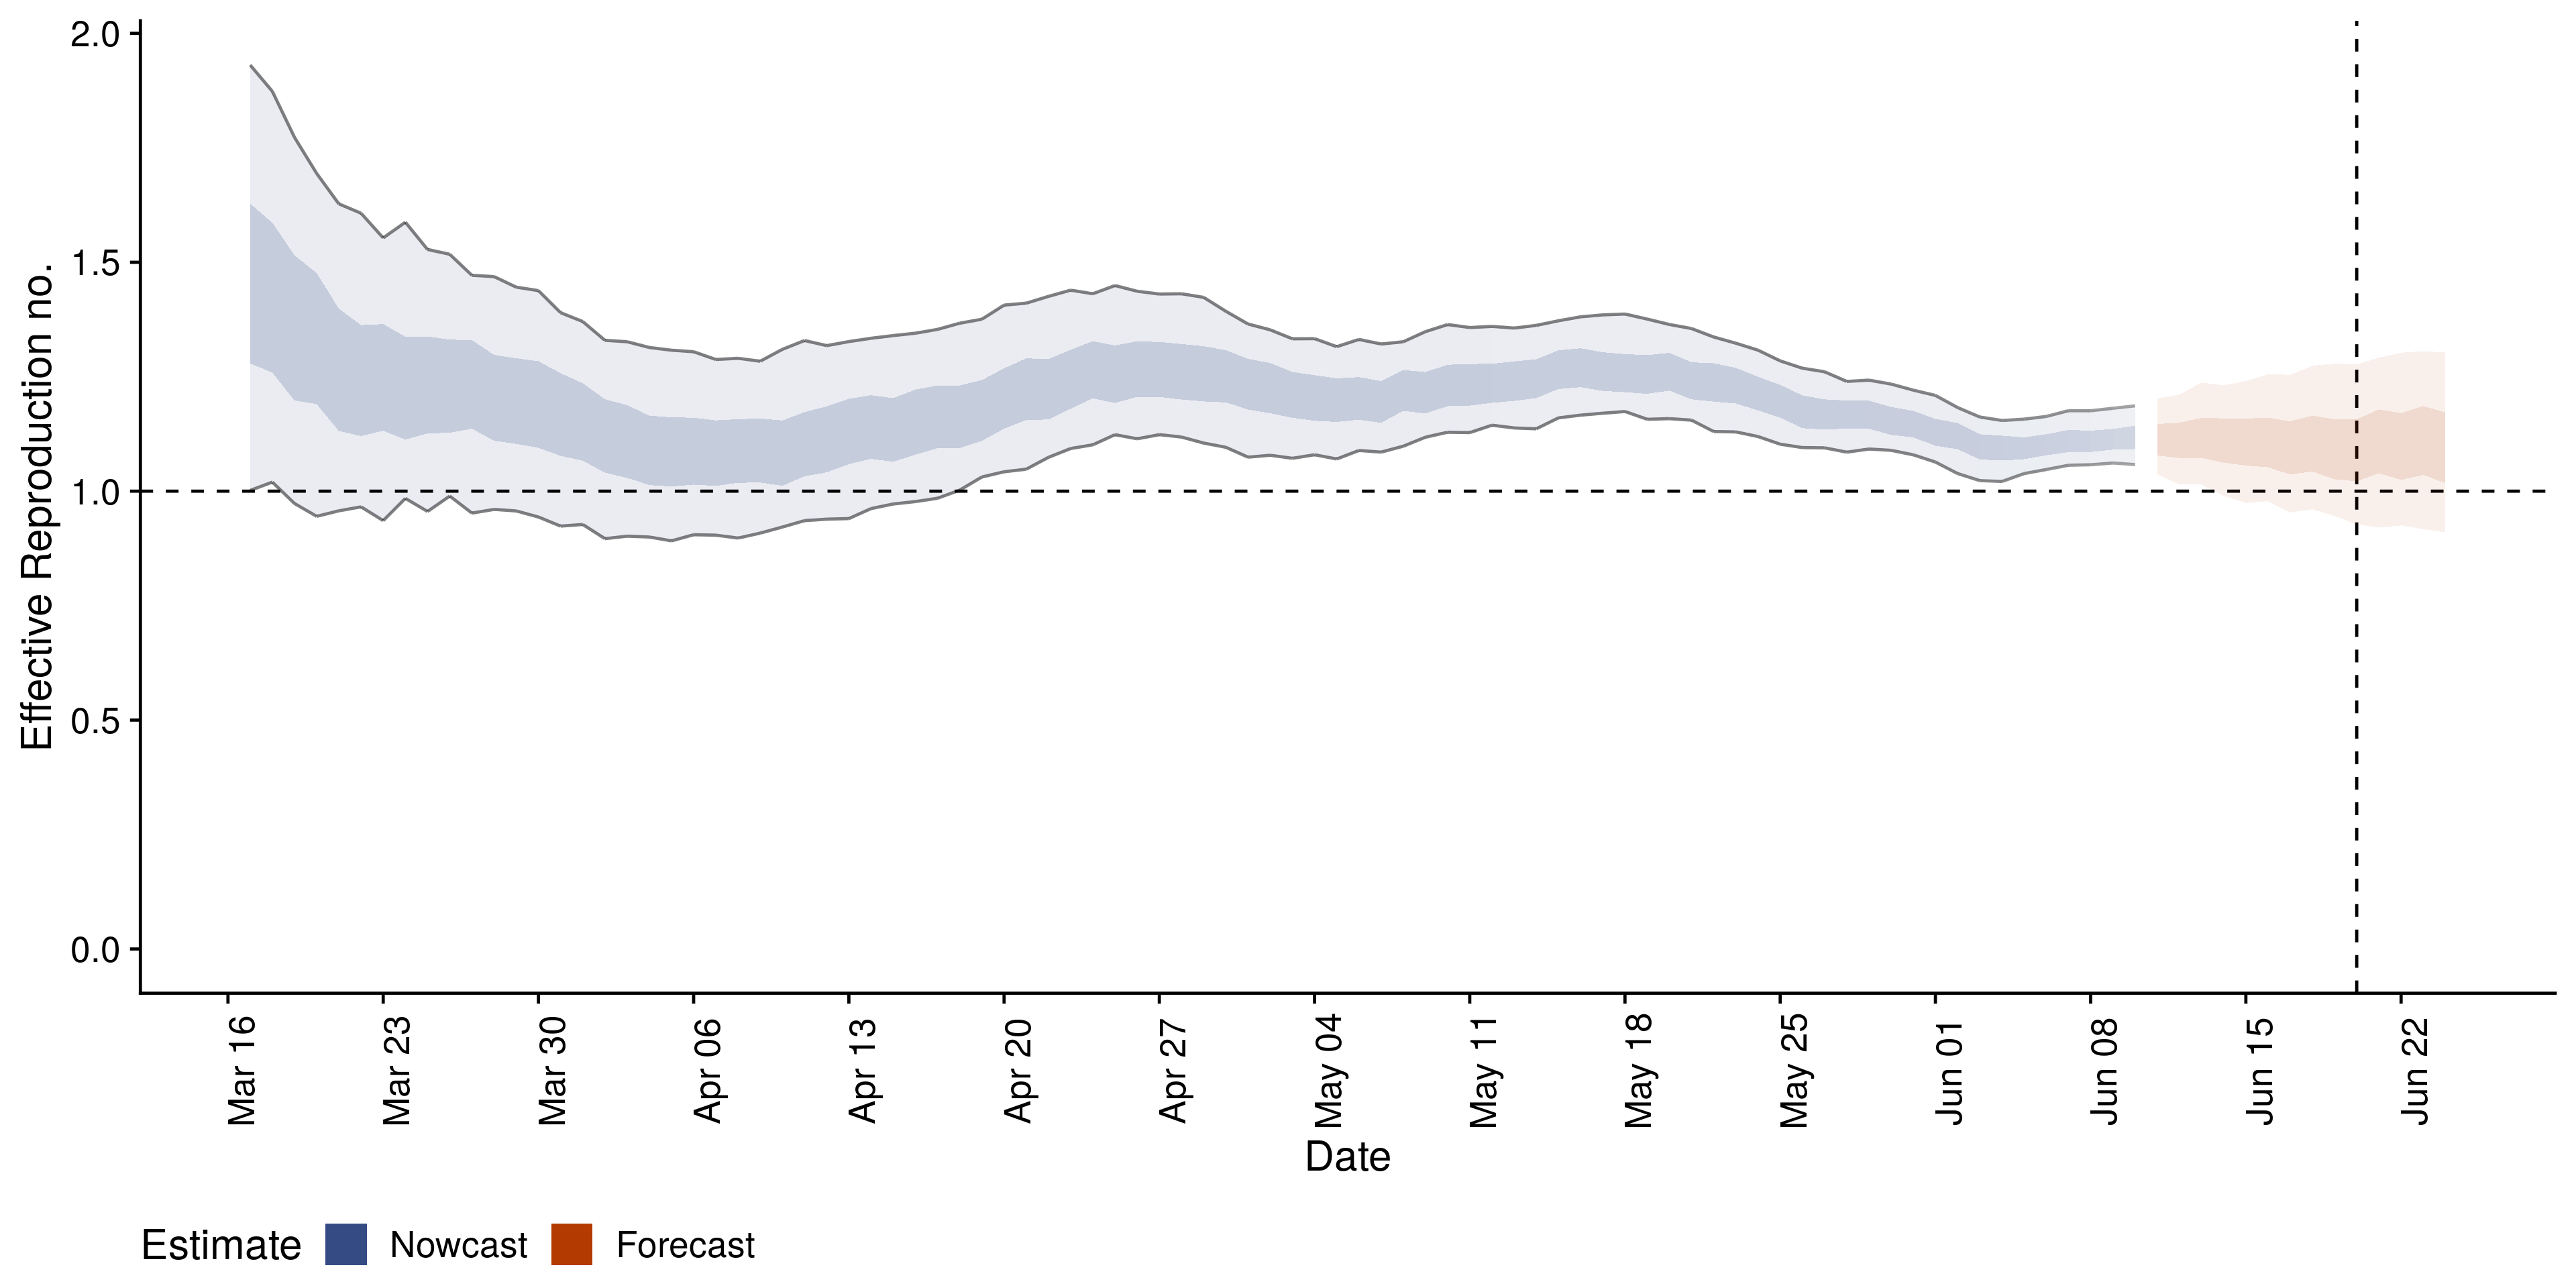 Effective Reproduction no.
2.0
1.5
1.0
0.5
0.0
Mar 16
Mar 23
Mar 30
Apr 06
Apr 13
Apr 20
Apr 27
May 04
May 11
May 18
May 25
Jun 01
Jun 08
Jun 15
Jun 22
Date
Estimate Nowcast Forecast